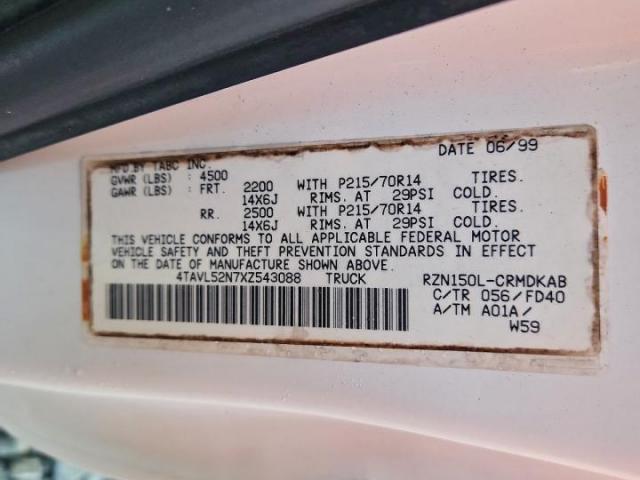 DATE 06/99
MFD BY TABC INC.
GVWR (LBS): 4500
GAWR (LBS): FRT. 2200 WITH P215/70R14 TIRES.
14X6J RIMS. AT 29PSI COLD.
RR. 2500 WITH P215/70R14 TIRES.
14X6J RIMS. AT 29PSI COLD.
THIS VEHICLE CONFORMS TO ALL APPLICABLE FEDERAL MOTOR
VEHICLE SAFETY AND THEFT PREVENTION STANDARDS IN EFFECT
ON DATE OF MANUFACTURE SHOWN ABOVE.
4TAVL52N7XZ543088 TRUCK RZN150L-CRMDKAB
C/TR 056/FD40
A/TM A01A/
W59